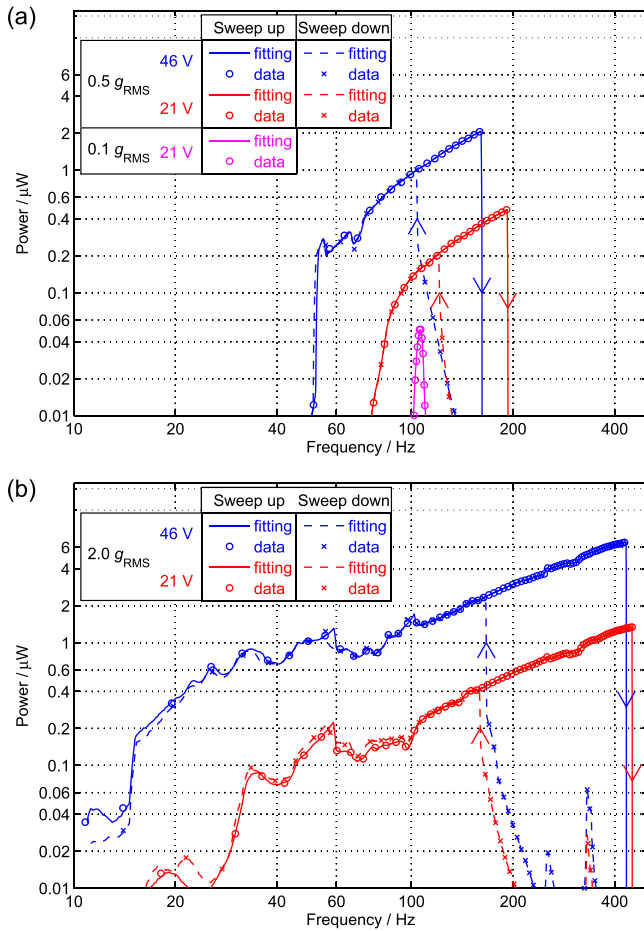 (a)
Sweep up Sweep down
0.5 gRMS 46 V fitting fitting
data data
21 V fitting fitting
data data
0.1 gRMS 21 V fitting
data
Power / µW
6
4
2
1
0.6
0.4
0.2
0.1
0.06
0.04
0.02
0.01
10 20 40 60 100 200 400
Frequency / Hz
(b)
Sweep up Sweep down
2.0 gRMS 46 V fitting fitting
data data
21 V fitting fitting
data data
Power / µW
6
4
2
1
0.6
0.4
0.2
0.1
0.06
0.04
0.02
0.01
10 20 40 60 100 200 400
Frequency / Hz